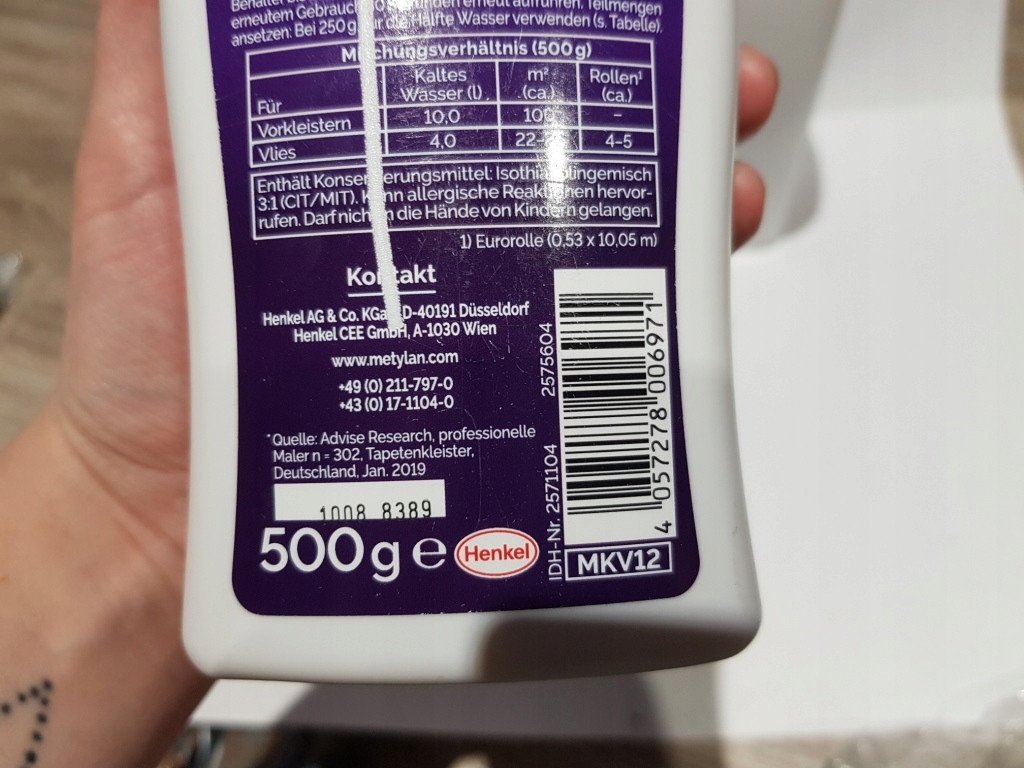 erneutem
ansetzen: Bei 250 g die Hälfte Wasser verwenden (s. Tabelle).
Mischungsverhältnis (500 g)
Für Kaltes Wasser (l) m² (ca.) Rollen¹ (ca.)
Vorkleistern 10,0 100 –
Vlies 4,0 22- 4-5
Enthält Konservierungsmittel: Isothiazolingemisch
3:1 (CIT/MIT). Kann allergische Reaktionen hervor-
rufen. Darf nicht in die Hände von Kindern gelangen.
1) Eurorolle (0,53 x 10,05 m)
Kontakt
Henkel AG & Co. KGaA, D-40191 Düsseldorf
Henkel CEE GmbH, A-1030 Wien
www.metylan.com
+49 (0) 211-797-0
+43 (0) 17-1104-0
*Quelle: Advise Research, professionelle
Maler n = 302, Tapetenkleister,
Deutschland, Jan. 2019
1008 8389
500 g e Henkel
IDH-Nr. 2571104 2575604
4 057278 006971
MKV12